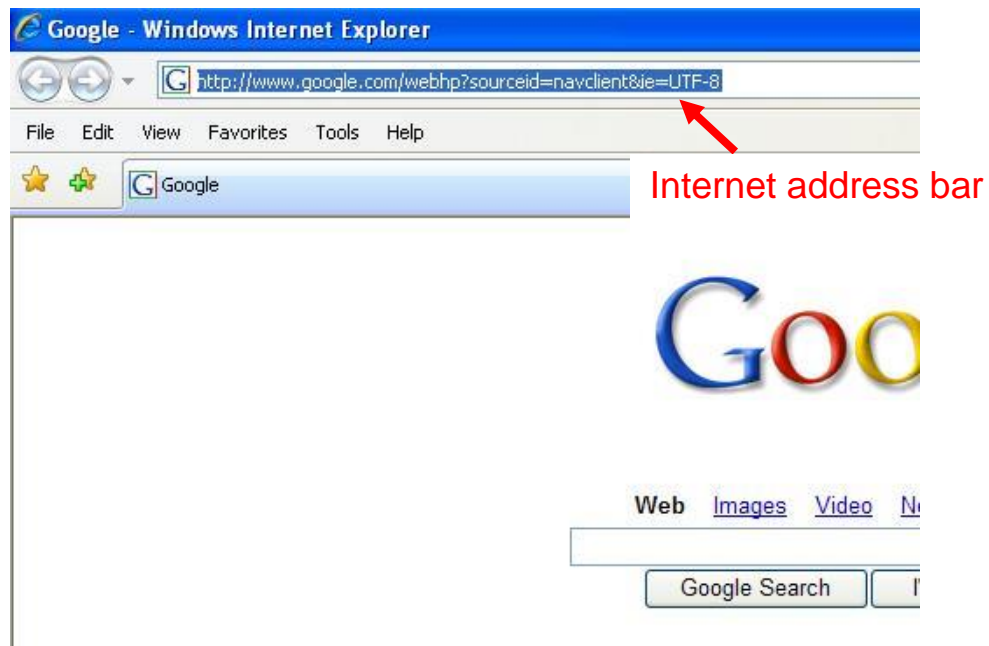 Google - Windows Internet Explorer
http://www.google.com/webhp?sourceid=navclient&ie=UTF-8
File Edit View Favorites Tools Help
Google
Internet address bar
Goo
Web Images Video
Google Search